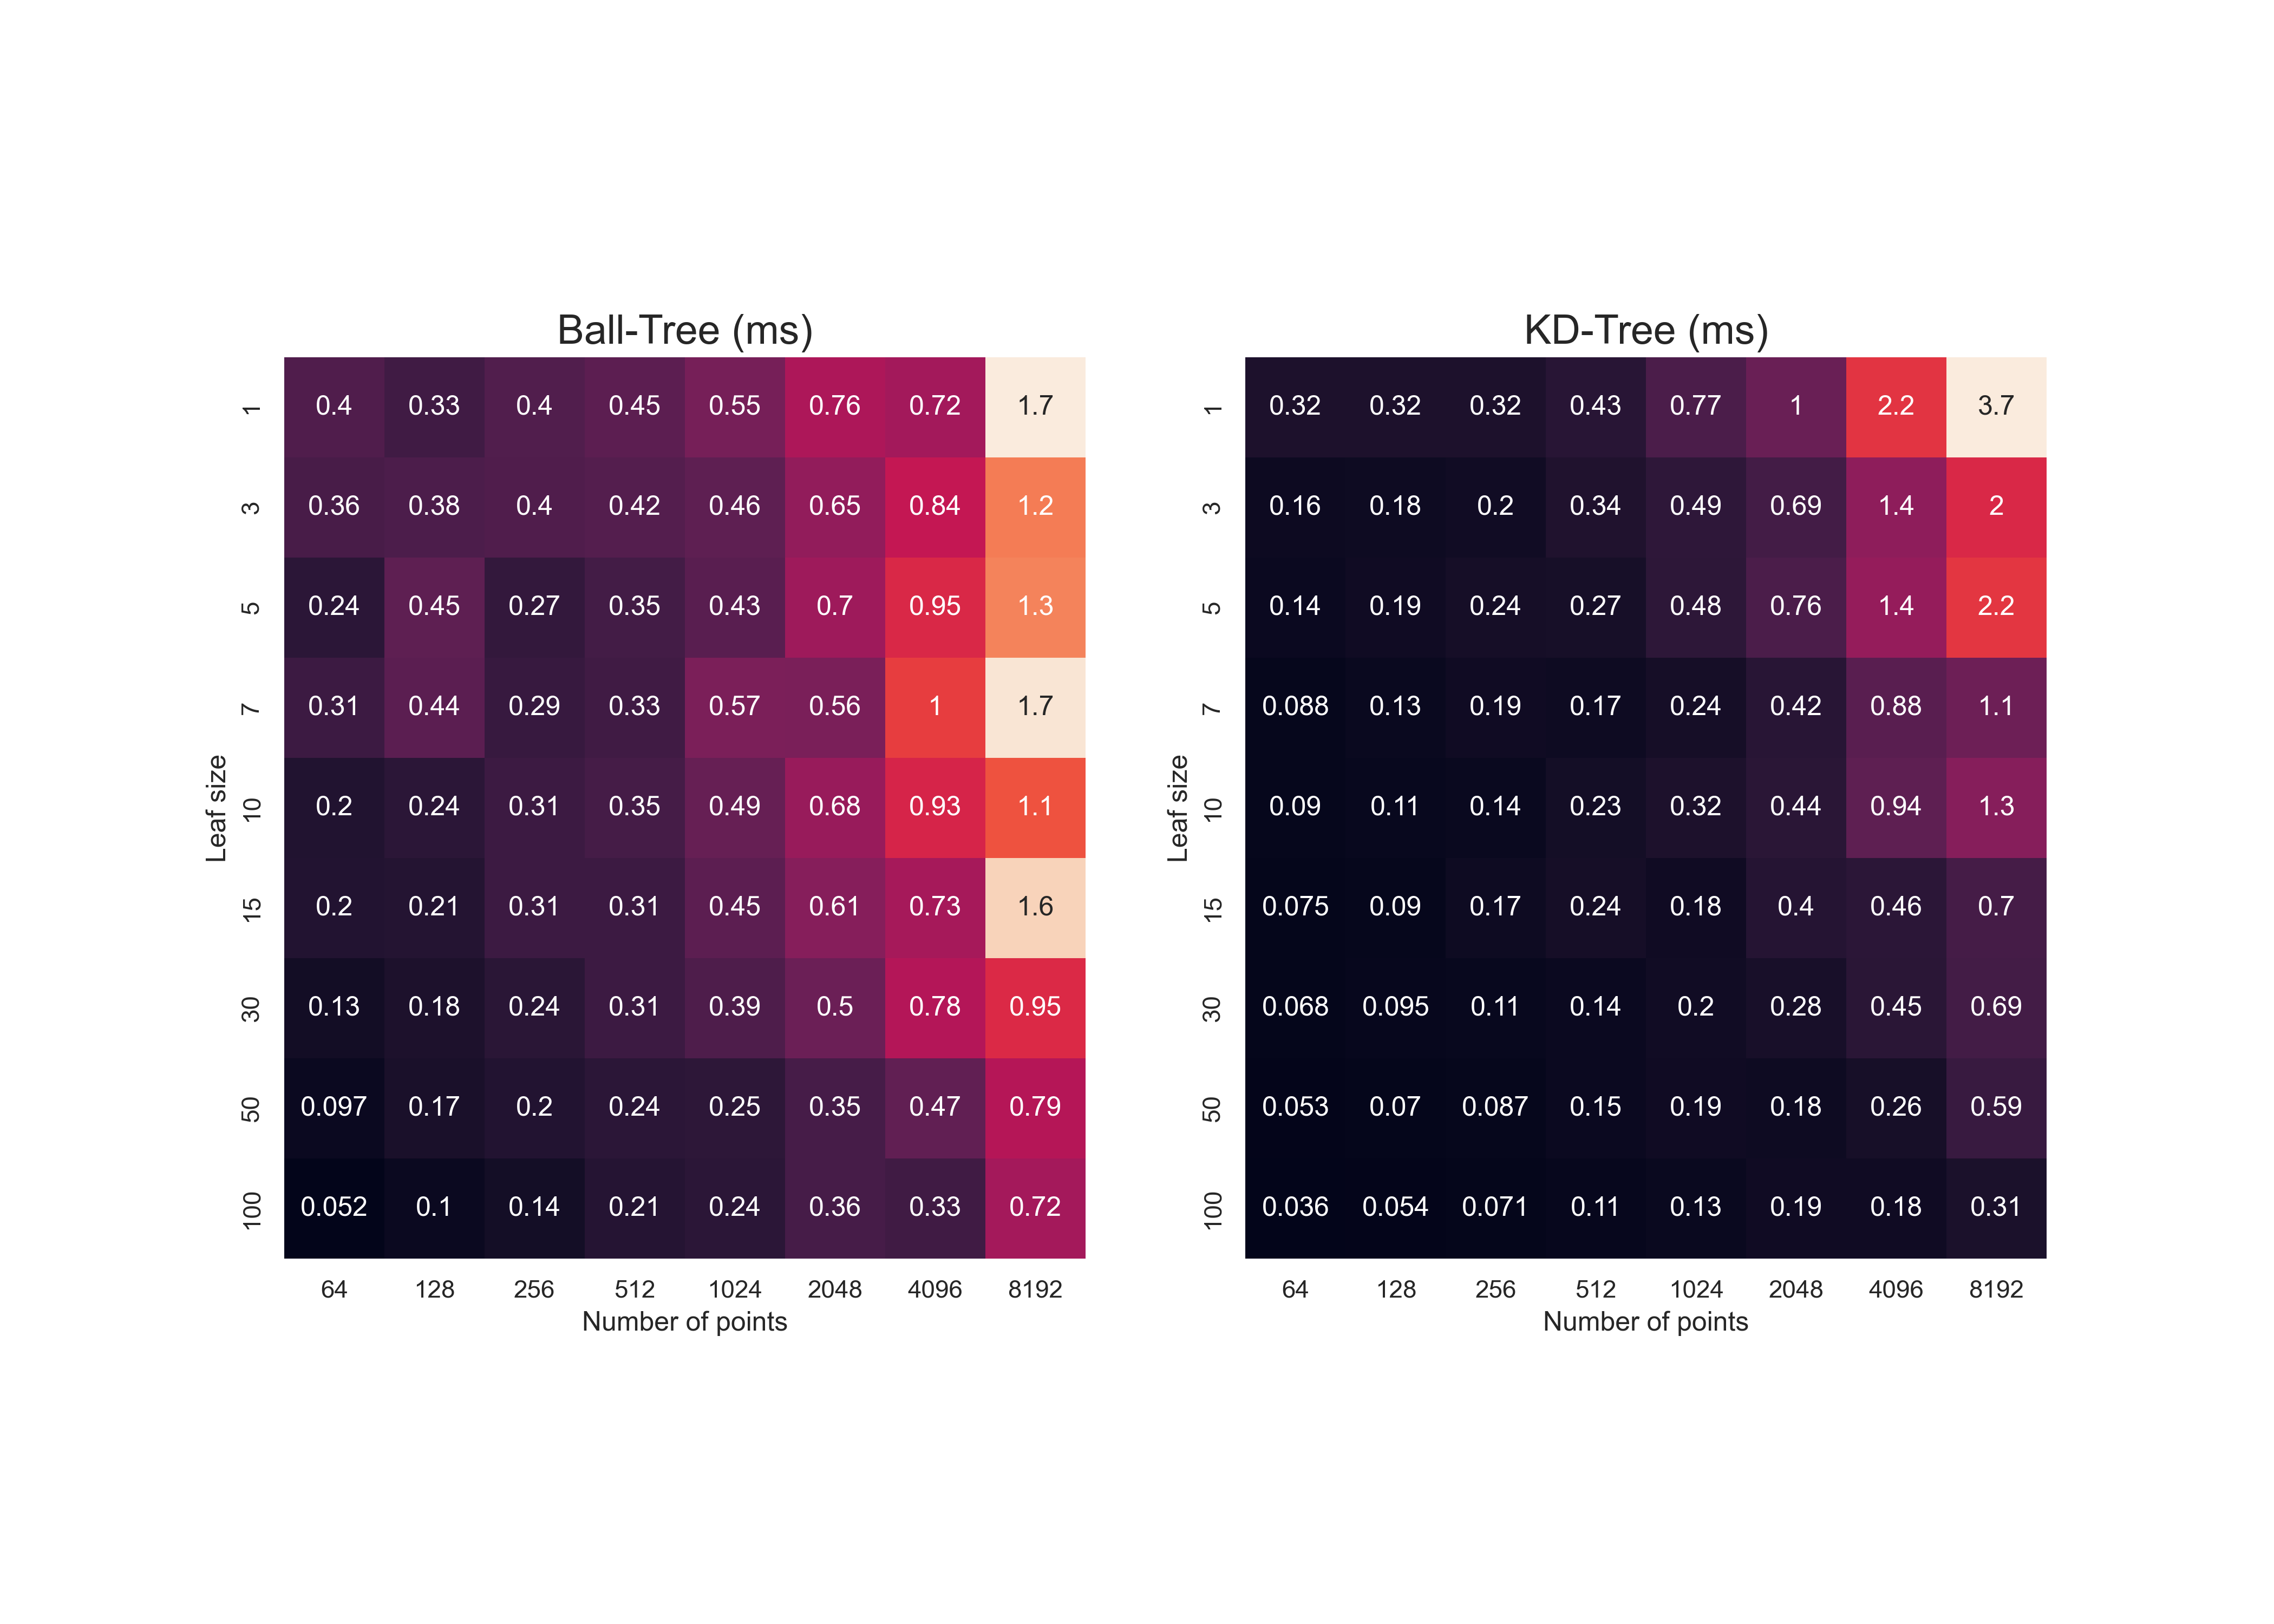 Ball-Tree (ms)
1 0.4 0.33 0.4 0.45 0.55 0.76 0.72 1.7
3 0.36 0.38 0.4 0.42 0.46 0.65 0.84 1.2
5 0.24 0.45 0.27 0.35 0.43 0.7 0.95 1.3
7 0.31 0.44 0.29 0.33 0.57 0.56 1 1.7
10 0.2 0.24 0.31 0.35 0.49 0.68 0.93 1.1
15 0.2 0.21 0.31 0.31 0.45 0.61 0.73 1.6
30 0.13 0.18 0.24 0.31 0.39 0.5 0.78 0.95
50 0.097 0.17 0.2 0.24 0.25 0.35 0.47 0.79
100 0.052 0.1 0.14 0.21 0.24 0.36 0.33 0.72
64 128 256 512 1024 2048 4096 8192
Number of points
Leaf size
KD-Tree (ms)
1 0.32 0.32 0.32 0.43 0.77 1 2.2 3.7
3 0.16 0.18 0.2 0.34 0.49 0.69 1.4 2
5 0.14 0.19 0.24 0.27 0.48 0.76 1.4 2.2
7 0.088 0.13 0.19 0.17 0.24 0.42 0.88 1.1
10 0.09 0.11 0.14 0.23 0.32 0.44 0.94 1.3
15 0.075 0.09 0.17 0.24 0.18 0.4 0.46 0.7
30 0.068 0.095 0.11 0.14 0.2 0.28 0.45 0.69
50 0.053 0.07 0.087 0.15 0.19 0.18 0.26 0.59
100 0.036 0.054 0.071 0.11 0.13 0.19 0.18 0.31
64 128 256 512 1024 2048 4096 8192
Number of points
Leaf size